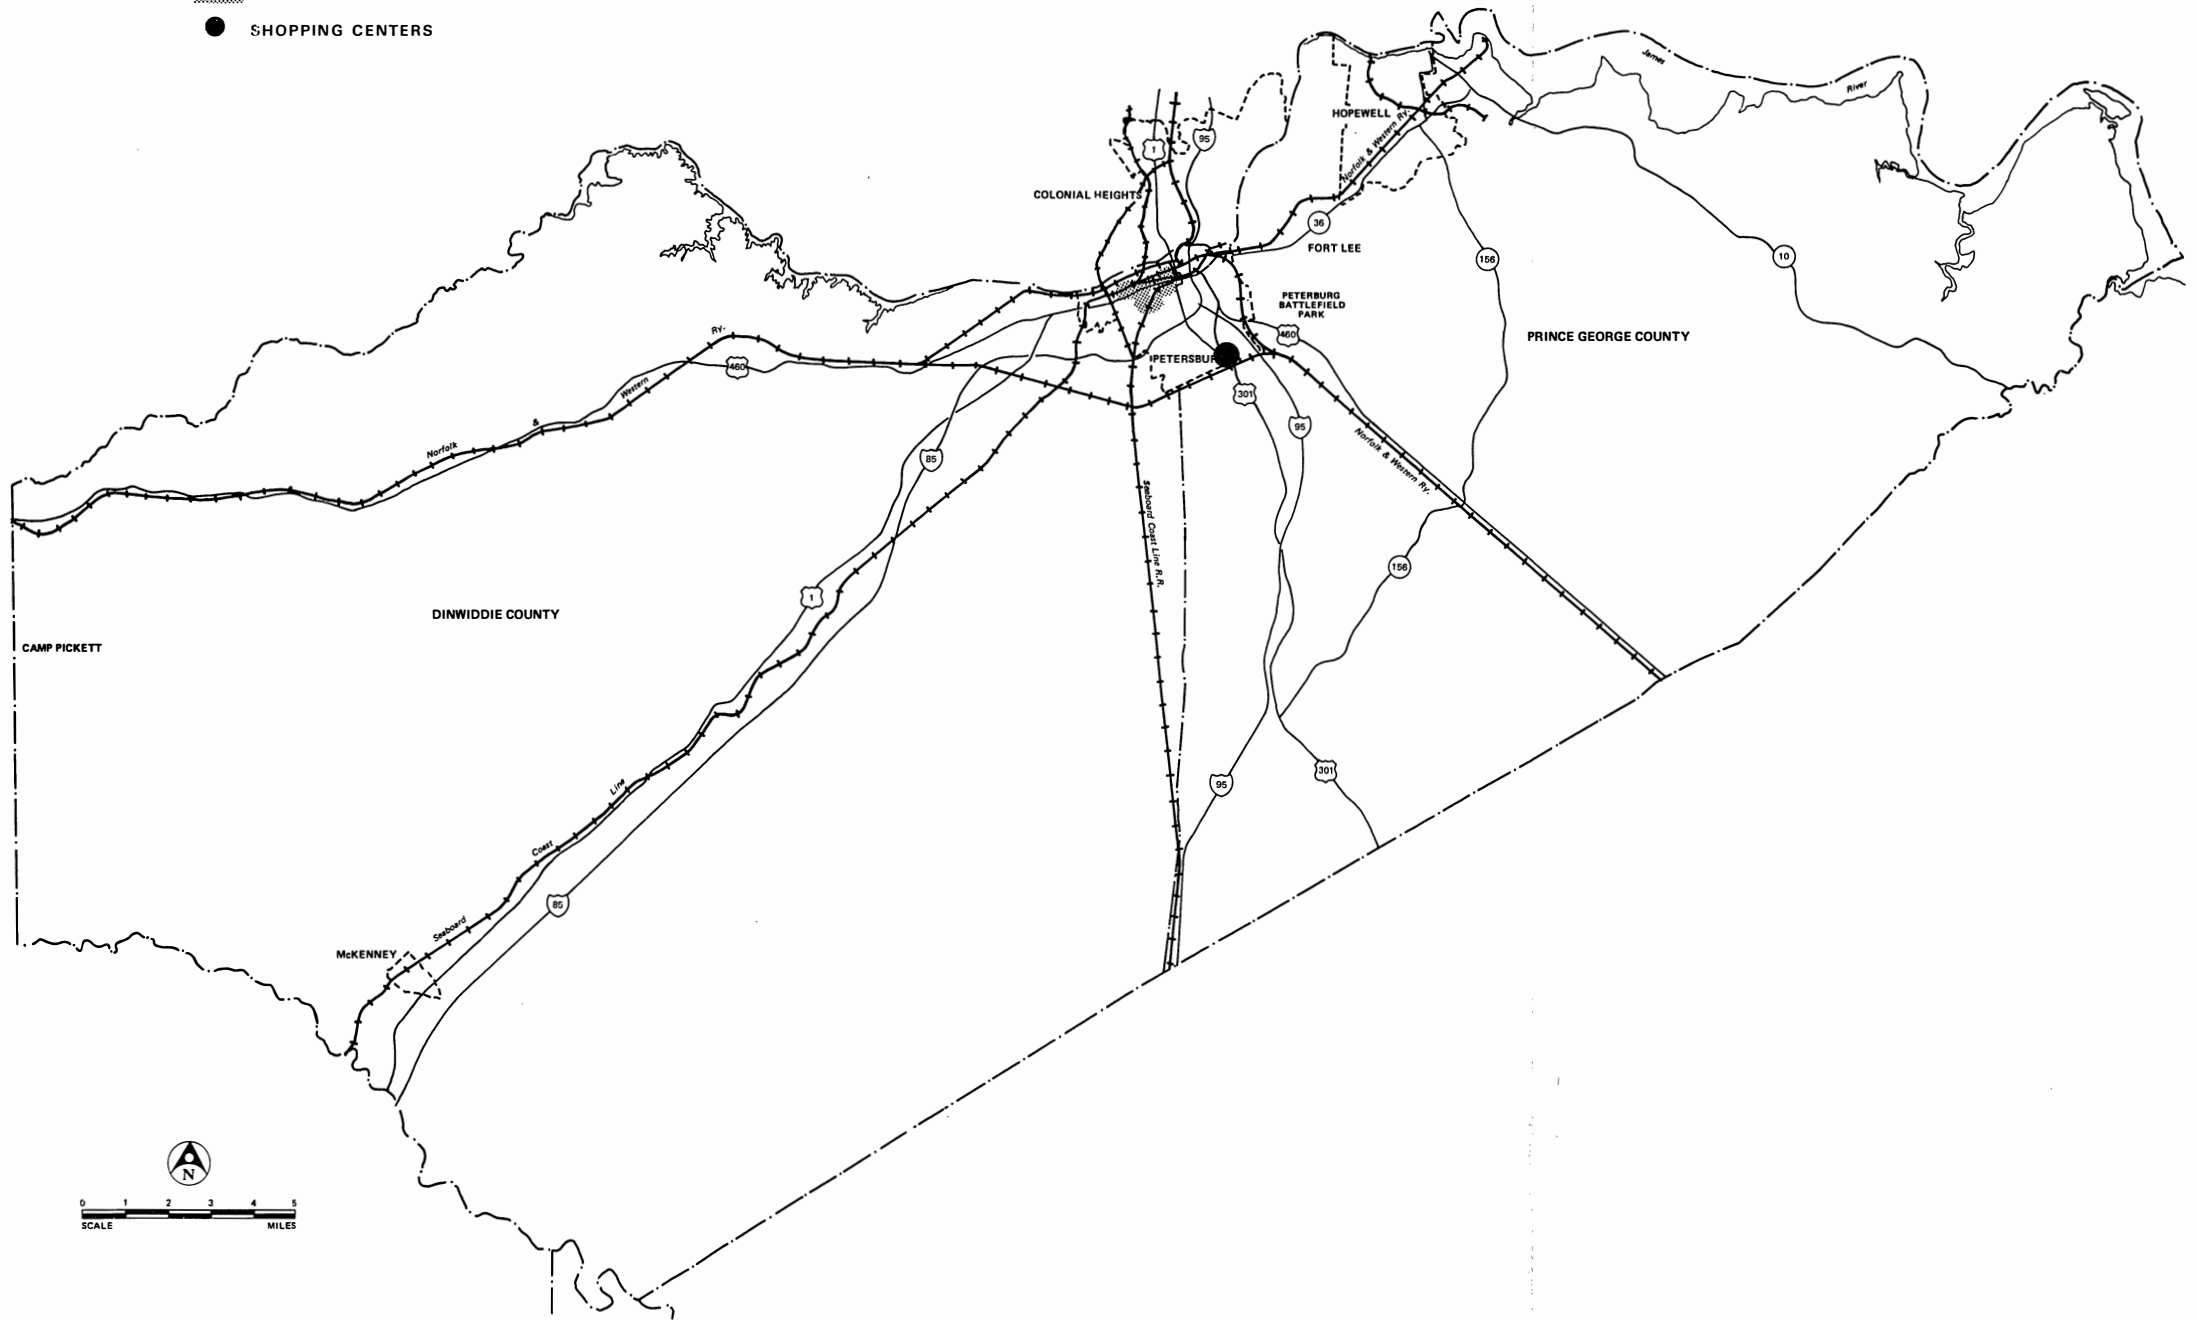 SHOPPING CENTERS
James
River
HOPEWELL
Norfolk & Western Ry.
95
1
COLONIAL HEIGHTS
36
FORT LEE
156
10
PETERBURG
BATTLEFIELD
PARK
460
PRINCE GEORGE COUNTY
Norfolk & Western Ry.
460
PETERSBU
301
95
85
Norfolk & Western Ry.
Seaboard Coast Line R.R.
156
1
DINWIDDIE COUNTY
CAMP PICKETT
301
95
Seaboard Coast Line
85
McKENNEY
N
0 1 2 3 4 5
SCALE MILES